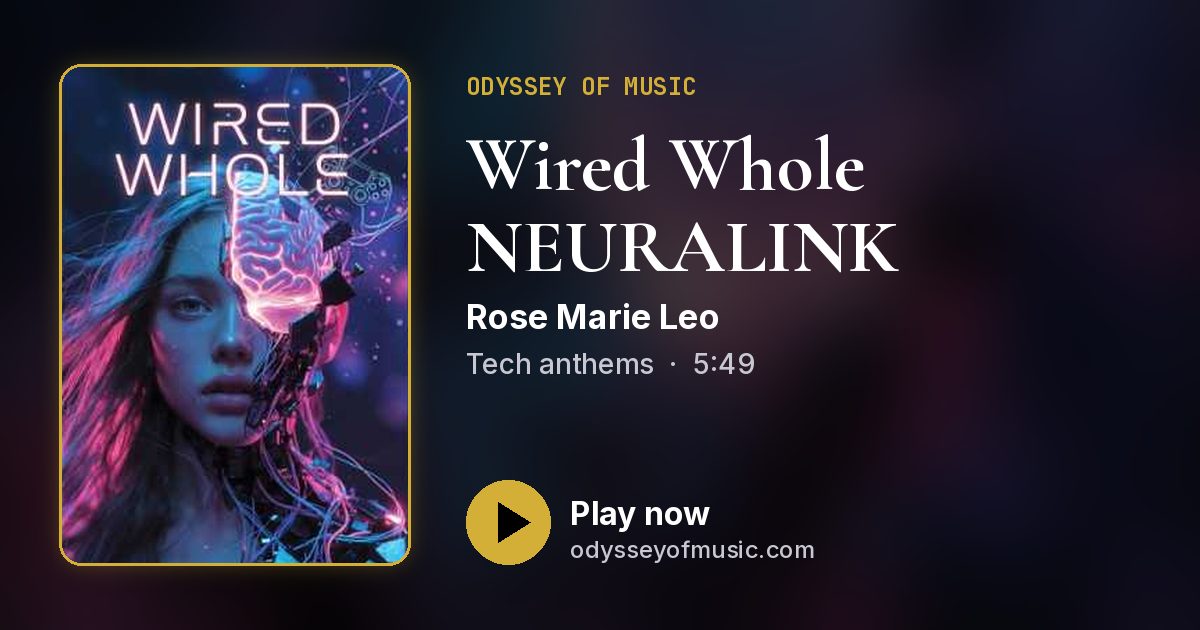 WIRED
WHOLE
ODYSSEY OF MUSIC
Wired Whole
NEURALINK
Rose Marie Leo
Tech anthems · 5:49
Play now
odysseyofmusic.com